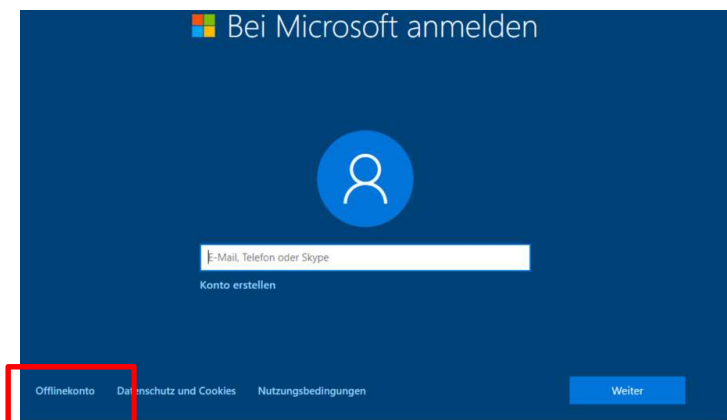 Bei Microsoft anmelden
E-Mail, Telefon oder Skype
Konto erstellen
Offlinekonto Datenschutz und Cookies Nutzungsbedingungen Weiter